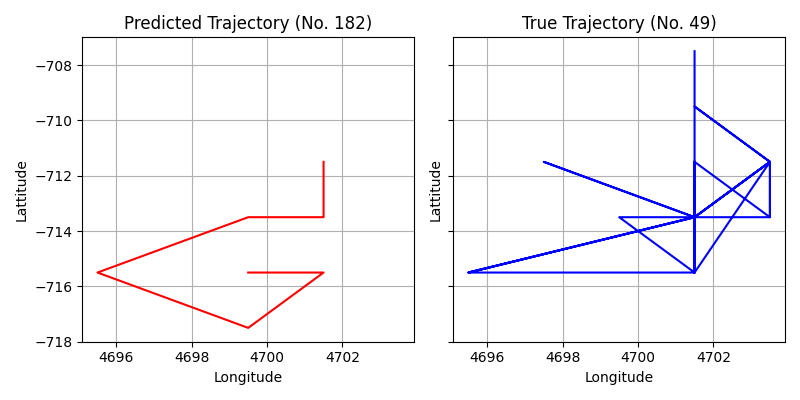 Predicted Trajectory (No. 182)
True Trajectory (No. 49)
−708
−710
−712
−714
−716
−718
Lattitude
Lattitude
4696
4698
4700
4702
4696
4698
4700
4702
Longitude
Longitude